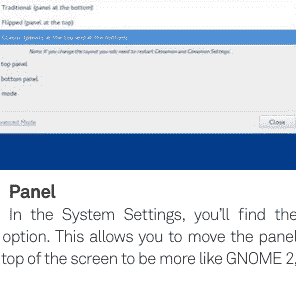 Traditional (panel at the bottom)
Flipped (panel at the top)
Classic (panels at the top and at the bottom)
Note: If you change the layout you will need to restart Cinnamon and Cinnamon Settings.
top panel
bottom panel
mode
vanced Mode
Close
Panel
In the System Settings, you’ll find the
option. This allows you to move the panel
top of the screen to be more like GNOME 2,